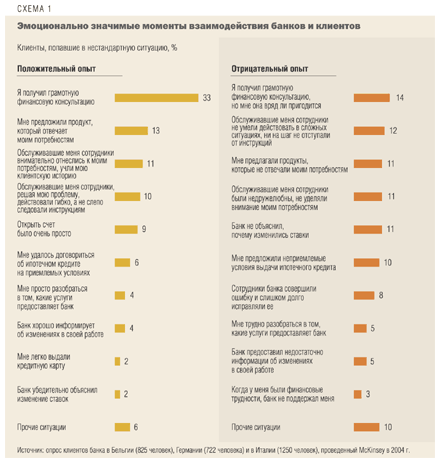 СХЕМА 1
Эмоционально значимые моменты взаимодействия банков и клиентов
Клиенты, попавшие в нестандартную ситуацию, %
Положительный опыт
Я получил грамотную
финансовую консультацию
33
Мне предложили продукт,
который отвечает
моим потребностям
13
Обслуживавшие меня сотрудники
внимательно отнеслись к моим
потребностям, учли мою
клиентскую историю
11
Обслуживавшие меня сотрудники,
решая мою проблему,
действовали гибко, а не слепо
следовали инструкциям
10
Открыть счет
было очень просто
9
Мне удалось договориться
об ипотечном кредите
на приемлемых условиях
6
Мне просто разобраться
в том, какие услуги
предоставляет банк
4
Банк хорошо информирует
об изменениях в своей работе
4
Мне легко выдали
кредитную карту
2
Банк убедительно объяснил
изменение ставок
2
Прочие ситуации
6
Отрицательный опыт
Я получил грамотную
финансовую консультацию,
но мне она вряд ли пригодится
14
Обслуживавшие меня сотрудники
не умели действовать в сложных
ситуациях, ни на шаг не отступали
от инструкций
12
Мне предлагали продукты,
которые не отвечали моим потребностям
11
Обслуживавшие меня сотрудники
были недружелюбны, не уделяли
внимание моим потребностям
11
Банк не объяснил,
почему изменились ставки
11
Мне предложили неприемлемые
условия выдачи ипотечного кредита
10
Сотрудники банка совершили
ошибку и слишком долго
исправляли ее
8
Мне трудно разобраться в том,
какие услуги предоставляет банк
5
Банк предоставил недостаточно
информации об изменениях
в своей работе
5
Когда у меня были финансовые
трудности, банк не поддержал меня
3
Прочие ситуации
10
Источник: опрос клиентов банка в Бельгии (825 человек), Германии (722 человека) и в Италии (1250 человек), проведенный McKinsey в 2004 г.